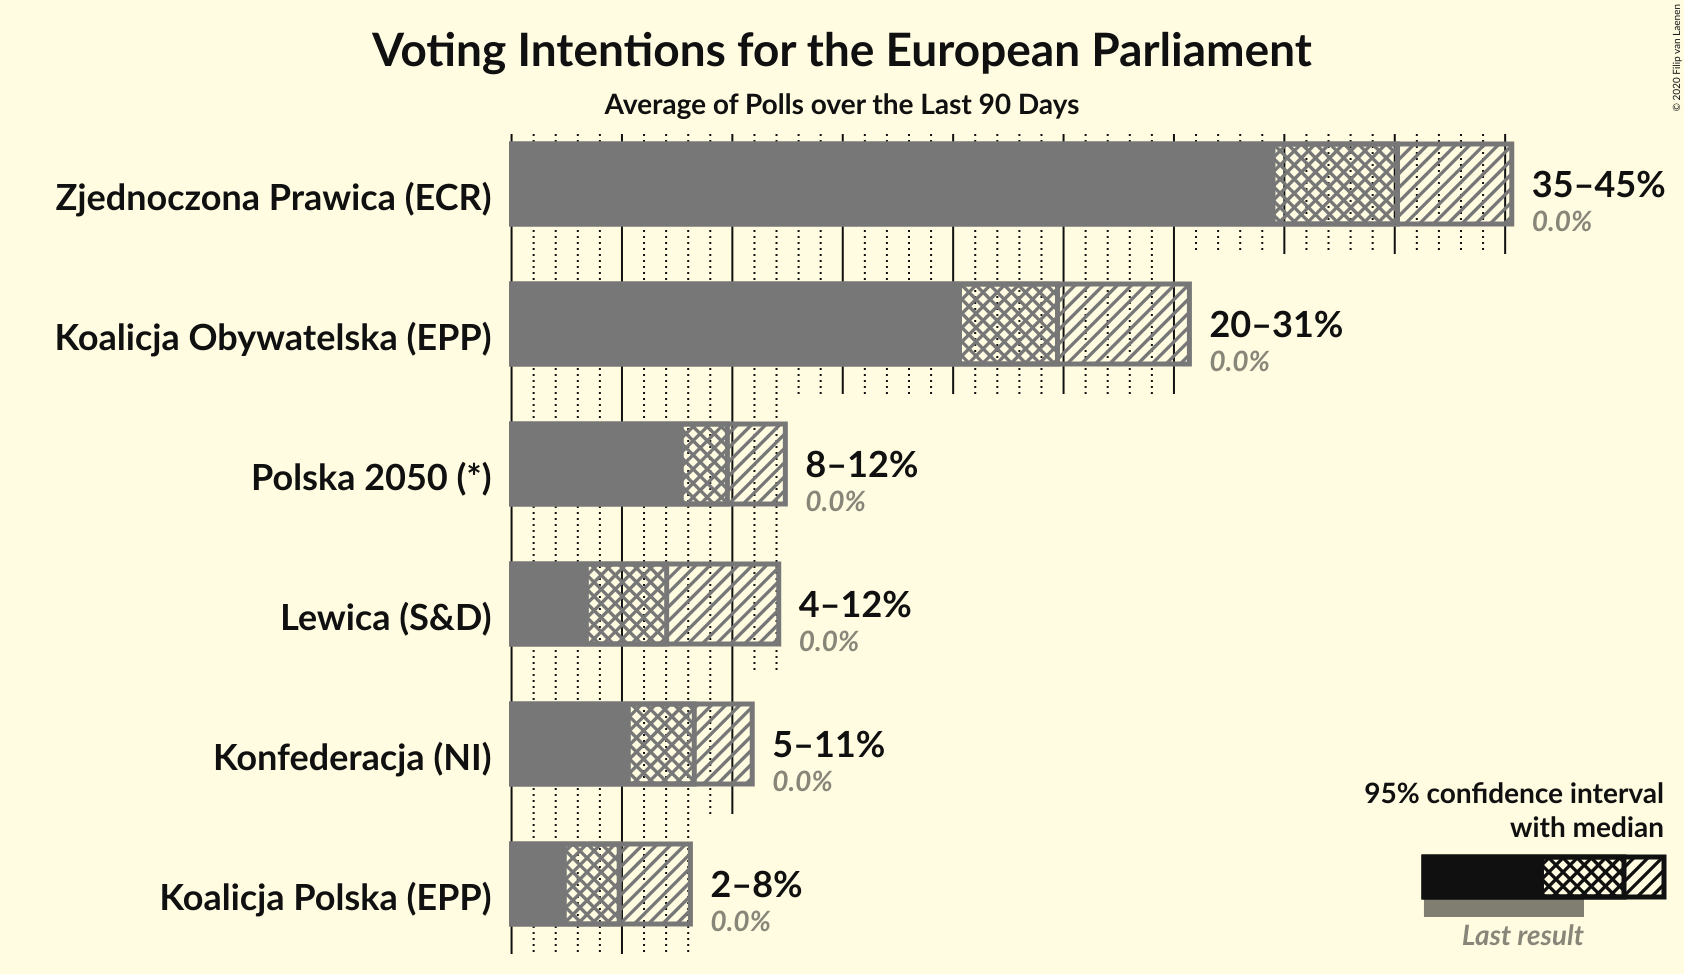 Voting Intentions for the European Parliament
Average of Polls over the Last 90 Days
© 2020 Filip van Laenen
Zjednoczona Prawica (ECR)
35–45%
0.0%
Koalicja Obywatelska (EPP)
20–31%
0.0%
Polska 2050 (*)
8–12%
0.0%
Lewica (S&D)
4–12%
0.0%
Konfederacja (NI)
5–11%
0.0%
Koalicja Polska (EPP)
2–8%
0.0%
95% confidence interval
with median
Last result